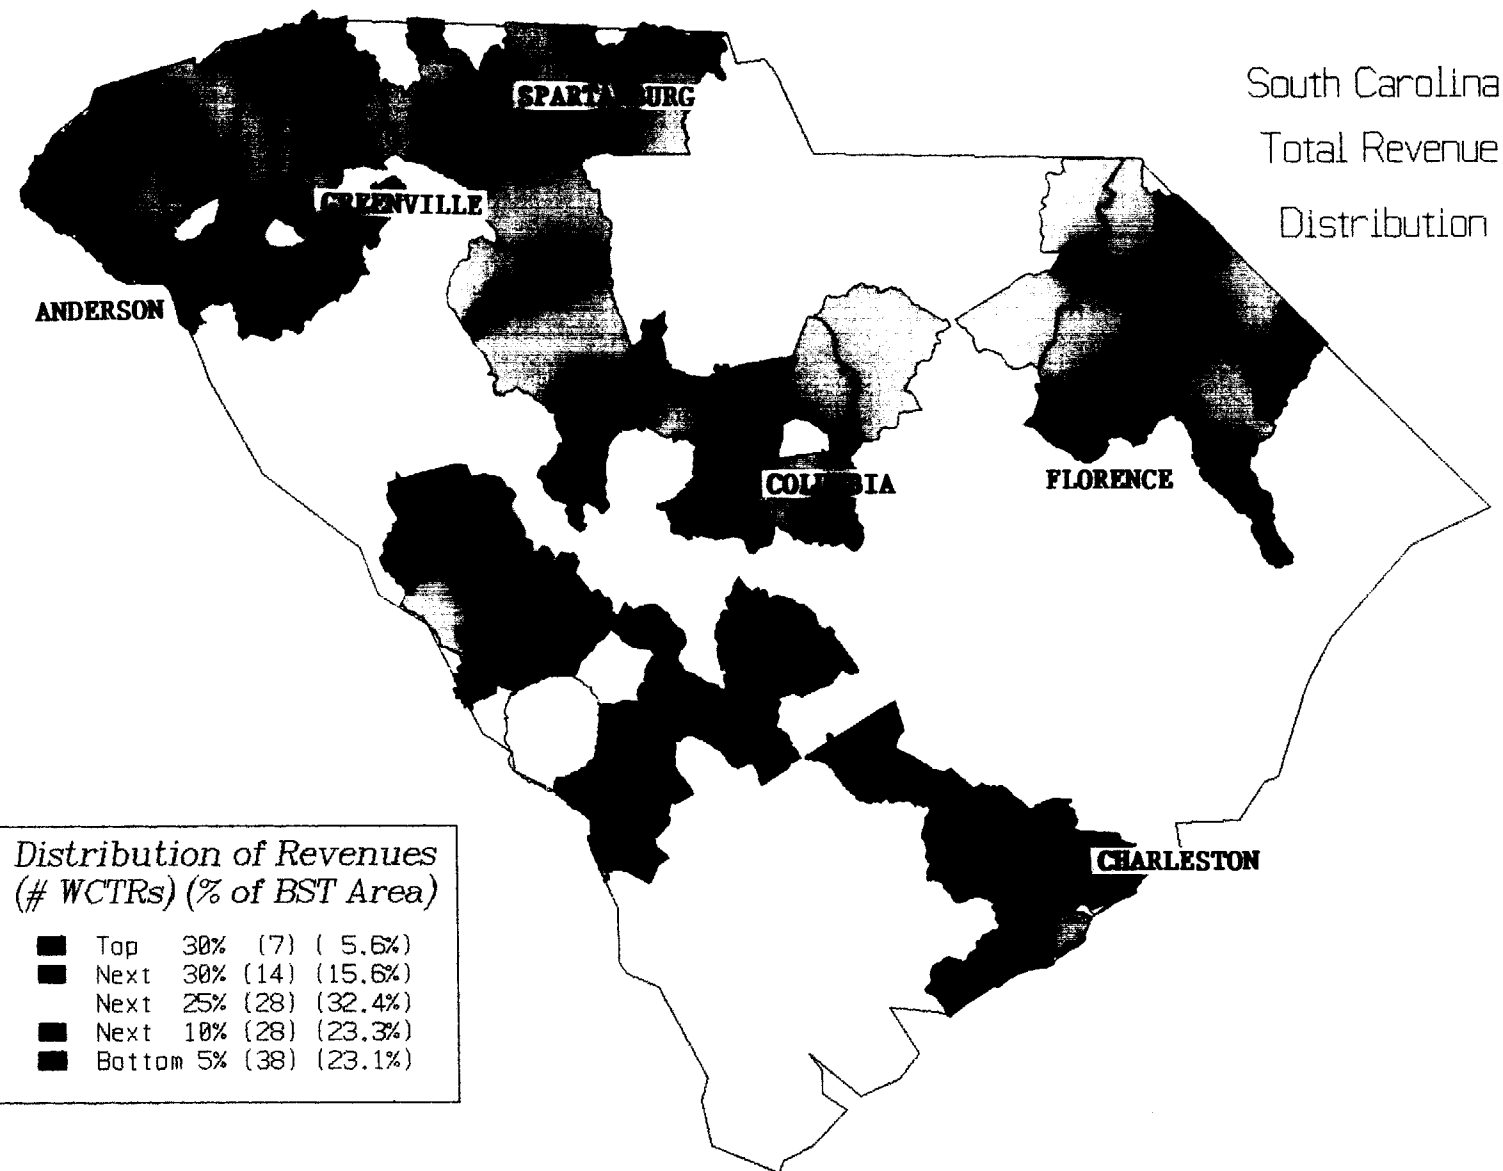 South Carolina
Total Revenue
Distribution
SPARTANBURG
GREENVILLE
ANDERSON
COLUMBIA
FLORENCE
CHARLESTON
Distribution of Revenues
(# WCTRs) (% of BST Area)
Top 30% (7) ( 5.6%)
Next 30% (14) (15.6%)
Next 25% (28) (32.4%)
Next 10% (28) (23.3%)
Bottom 5% (38) (23.1%)